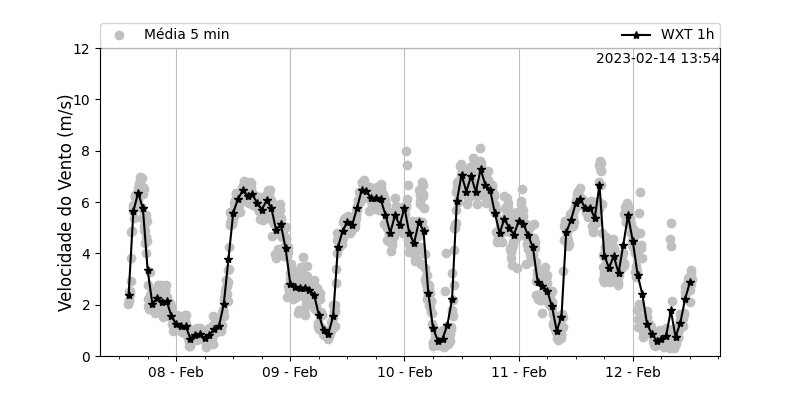 Média 5 min
WXT 1h
2023-02-14 13:54
Velocidade do Vento (m/s)
12
10
8
6
4
2
0
08 - Feb
09 - Feb
10 - Feb
11 - Feb
12 - Feb